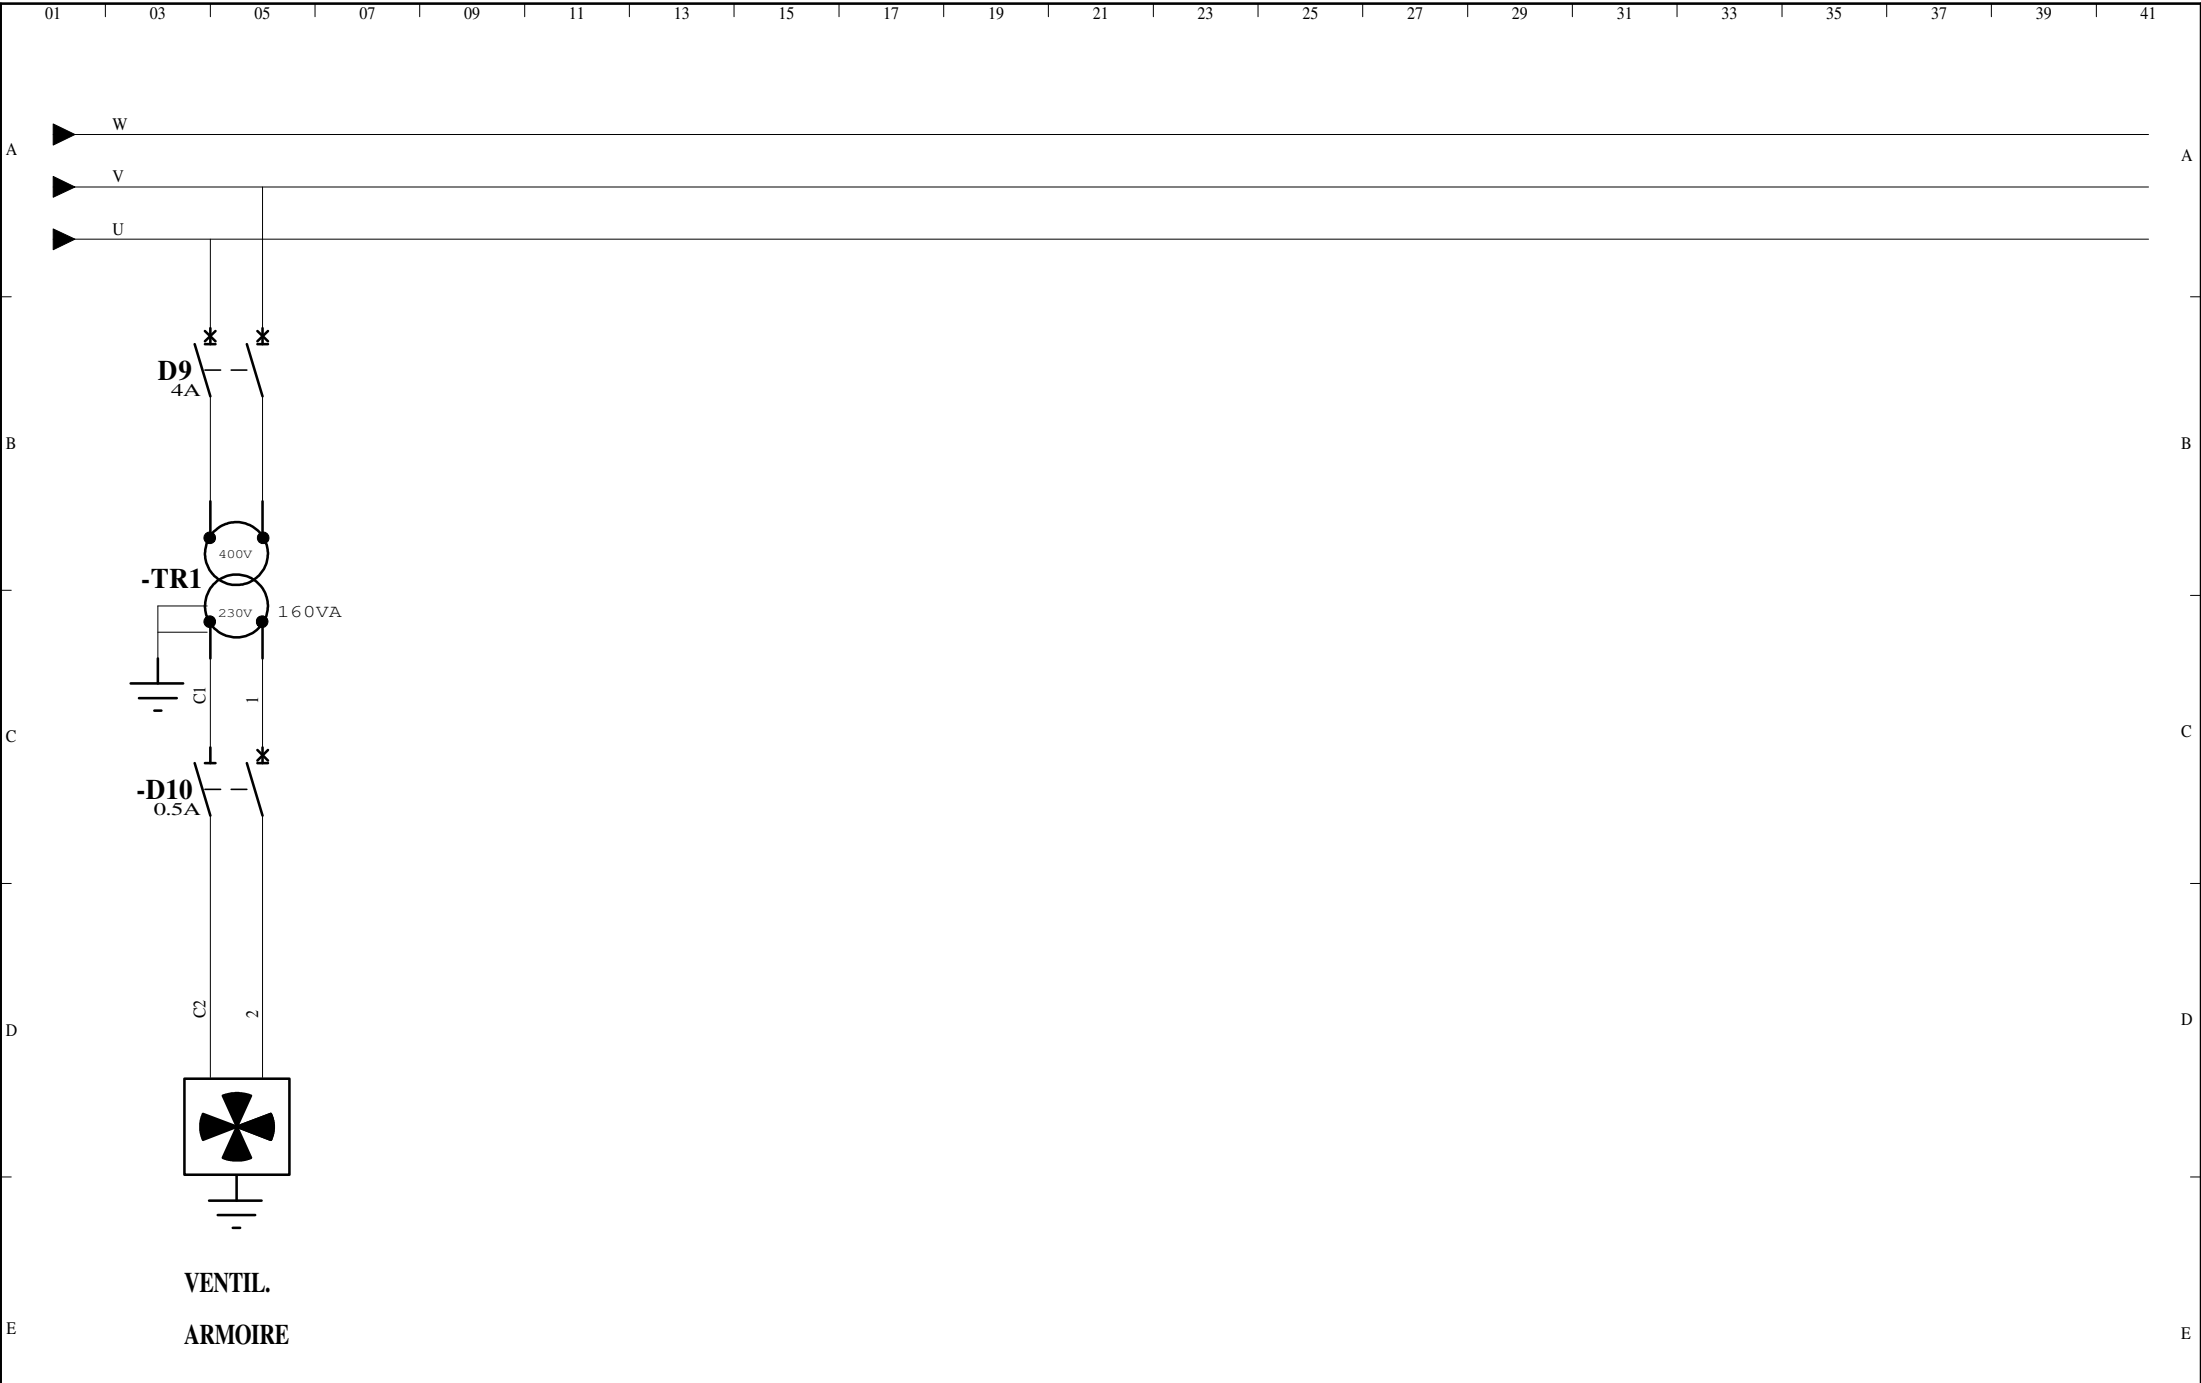 01 03 05 07 09 11 13 15 17 19 21 23 25 27 29 31 33 35 37 39 41
W
A A
V
U
D9
4A
B B
400V
-TR1
230V 160VA
C1 1
C C
-D10
0.5A
C2 2
D D
VENTIL.
ARMOIRE
E E